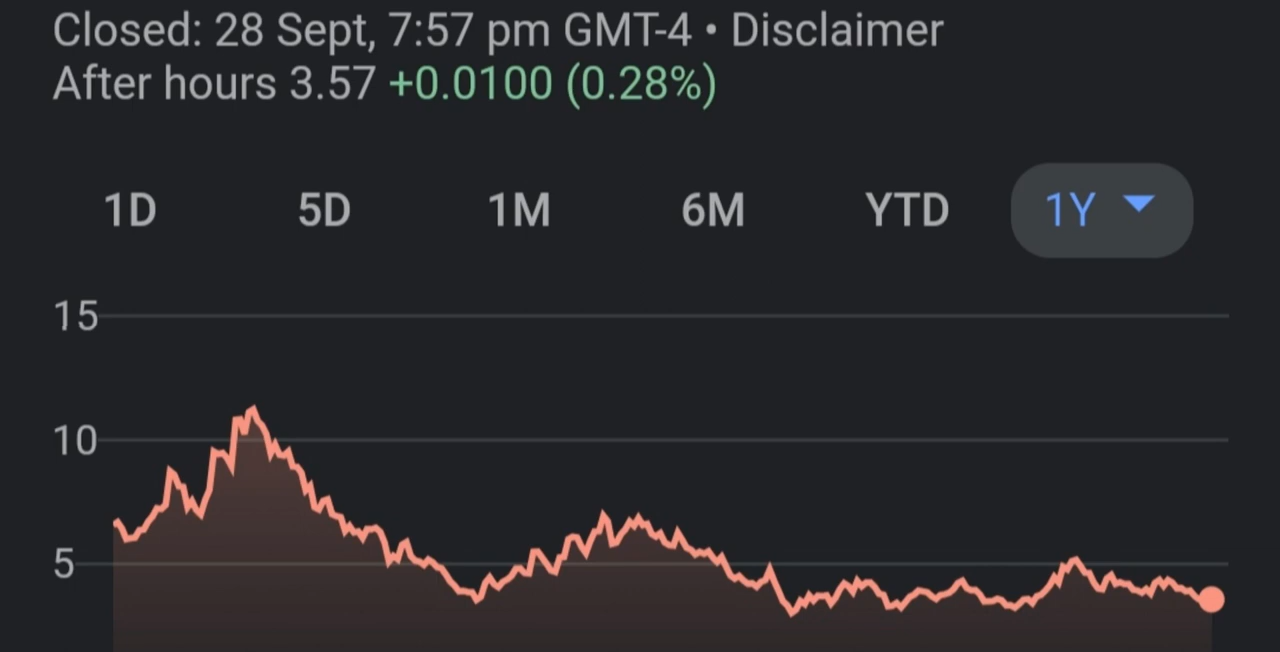 Closed: 28 Sept, 7:57 pm GMT-4 • Disclaimer
After hours 3.57 +0.0100 (0.28%)
1D 5D 1M 6M YTD 1Y
15
10
5